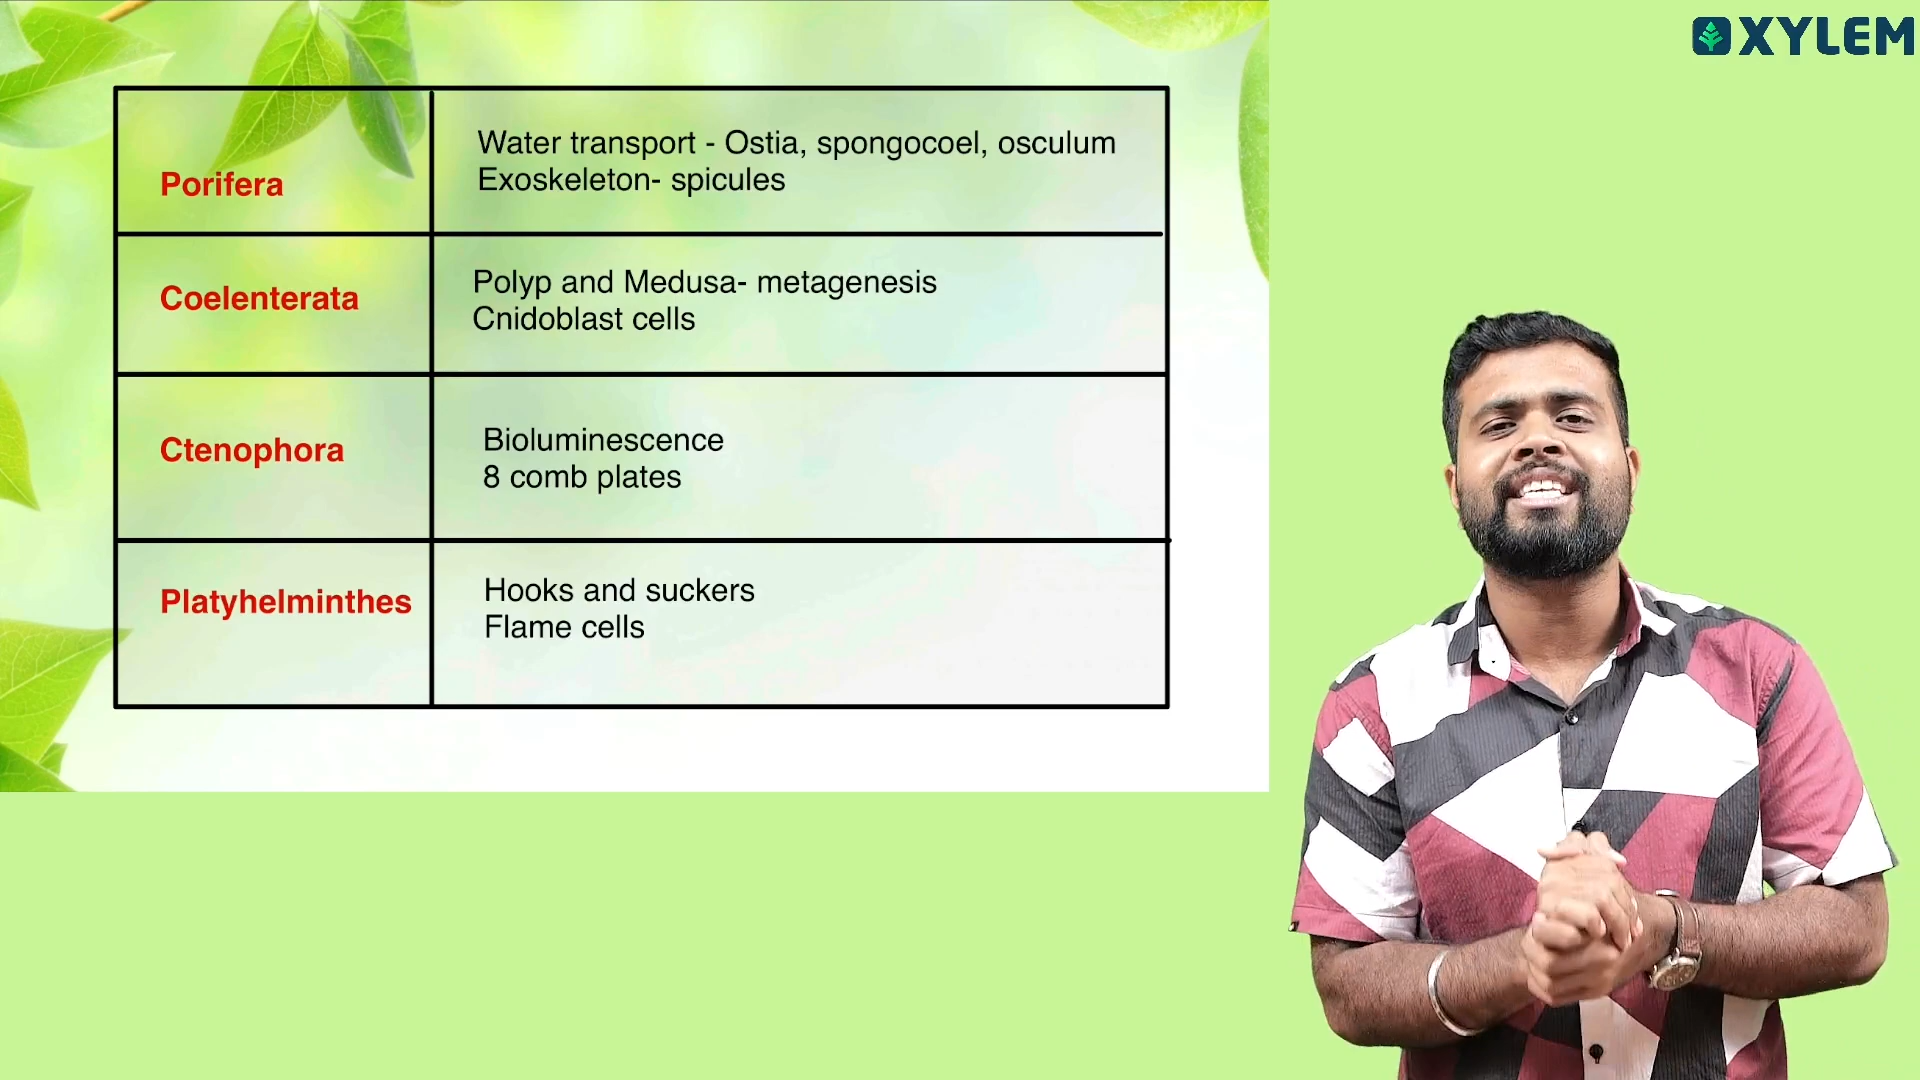 XYLEM
Porifera
Water transport - Ostia, spongocoel, osculum
Exoskeleton- spicules
Coelenterata
Polyp and Medusa- metagenesis
Cnidoblast cells
Ctenophora
Bioluminescence
8 comb plates
Platyhelminthes
Hooks and suckers
Flame cells